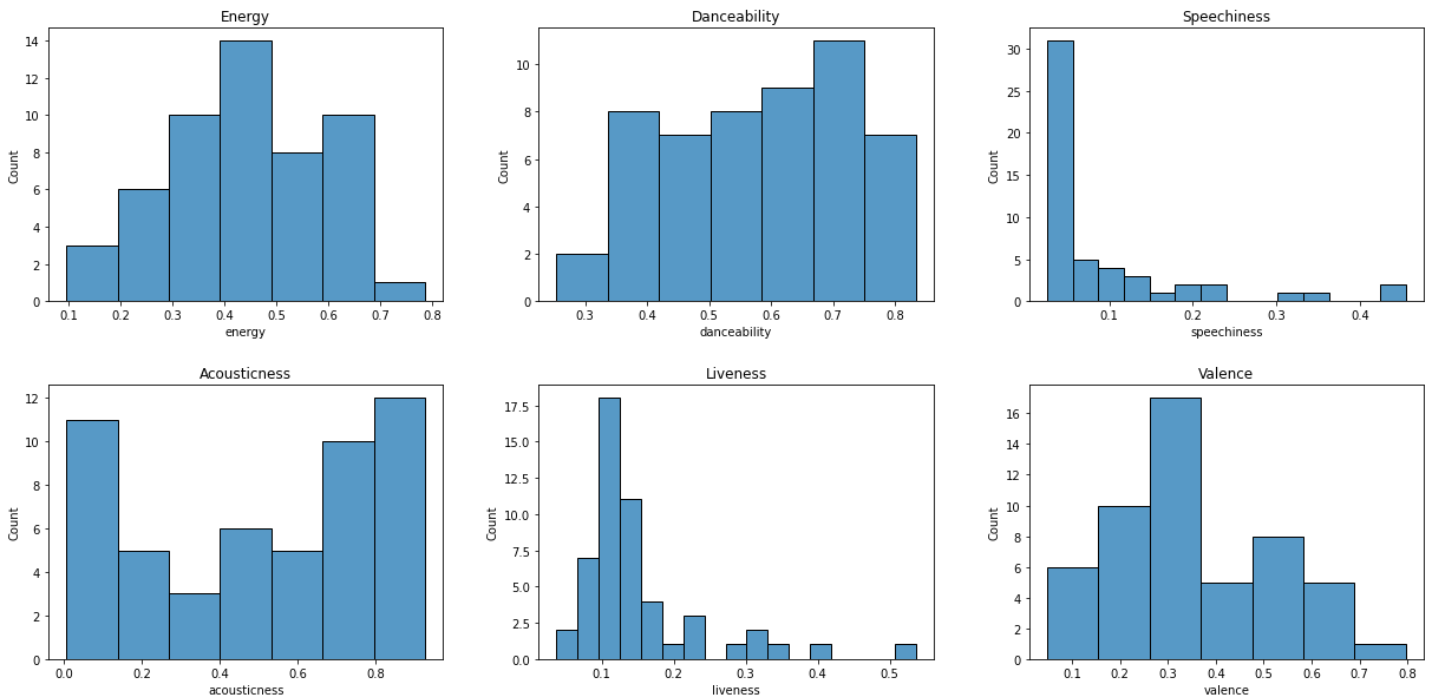 Energy
14
12
10
8
6
4
2
0
Count
0.1 0.2 0.3 0.4 0.5 0.6 0.7 0.8
energy
Danceability
10
8
6
4
2
0
Count
0.3 0.4 0.5 0.6 0.7 0.8
danceability
Speechiness
30
25
20
15
10
5
0
Count
0.1 0.2 0.3 0.4
speechiness
Acousticness
12
10
8
6
4
2
0
Count
0.0 0.2 0.4 0.6 0.8
acousticness
Liveness
17.5
15.0
12.5
10.0
7.5
5.0
2.5
0.0
Count
0.1 0.2 0.3 0.4 0.5
liveness
Valence
16
14
12
10
8
6
4
2
0
Count
0.1 0.2 0.3 0.4 0.5 0.6 0.7 0.8
valence